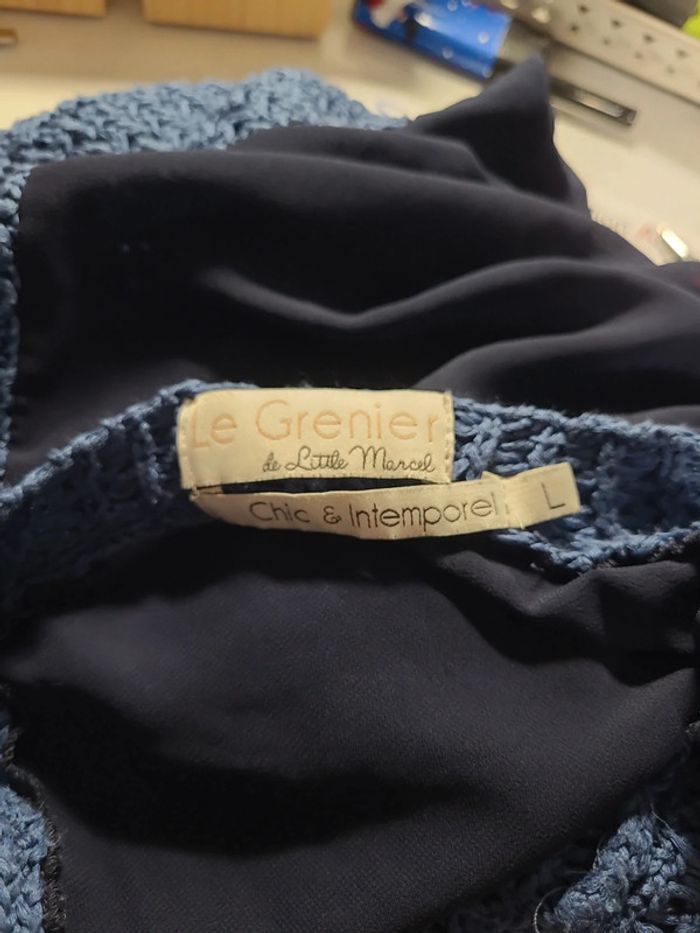 Le Grenier
de Little Marcel
Chic & Intemporel
L